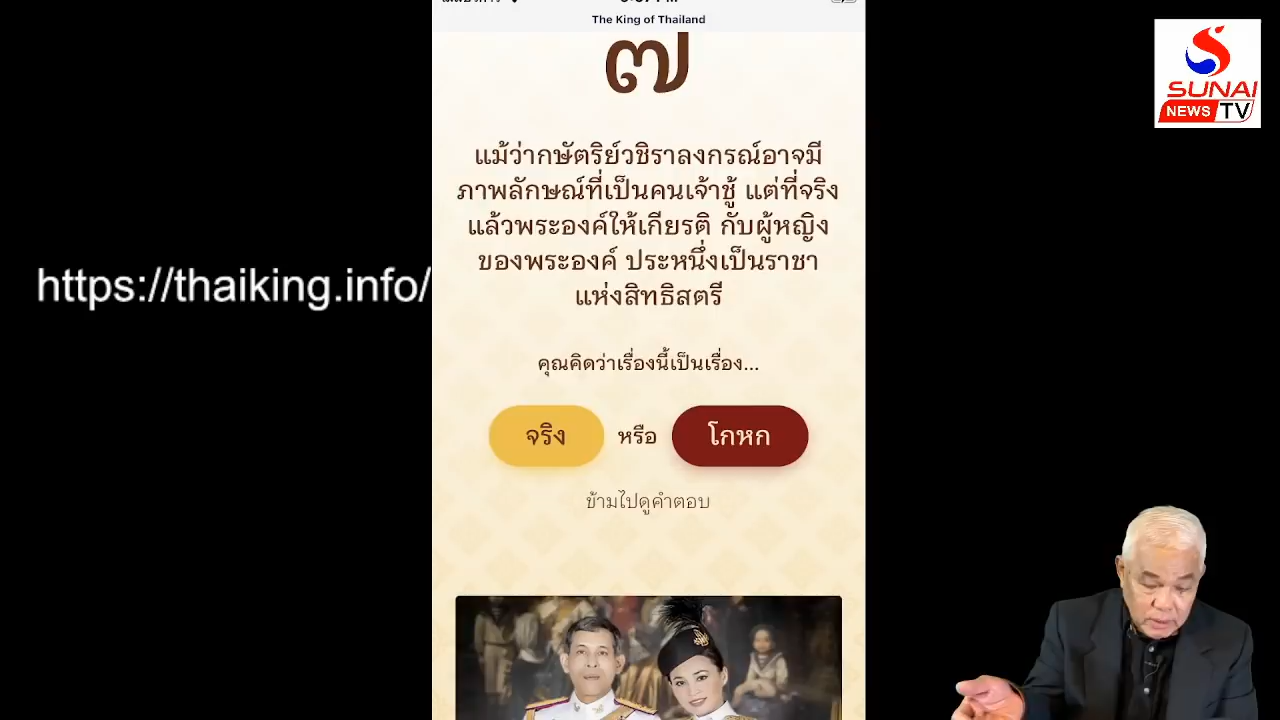 The King of Thailand
๗
SUNAI
NEWS TV
แม้ว่ากษัตริย์วชิราลงกรณ์อาจมี
ภาพลักษณ์ที่เป็นคนเจ้าชู้ แต่ที่จริง
แล้วพระองค์ให้เกียรติ กับผู้หญิง
ของพระองค์ ประหนึ่งเป็นราชา
แห่งสิทธิสตรี
https://thaiking.info/
คุณคิดว่าเรื่องนี้เป็นเรื่อง...
จริง หรือ โกหก
ข้ามไปดูคำตอบ